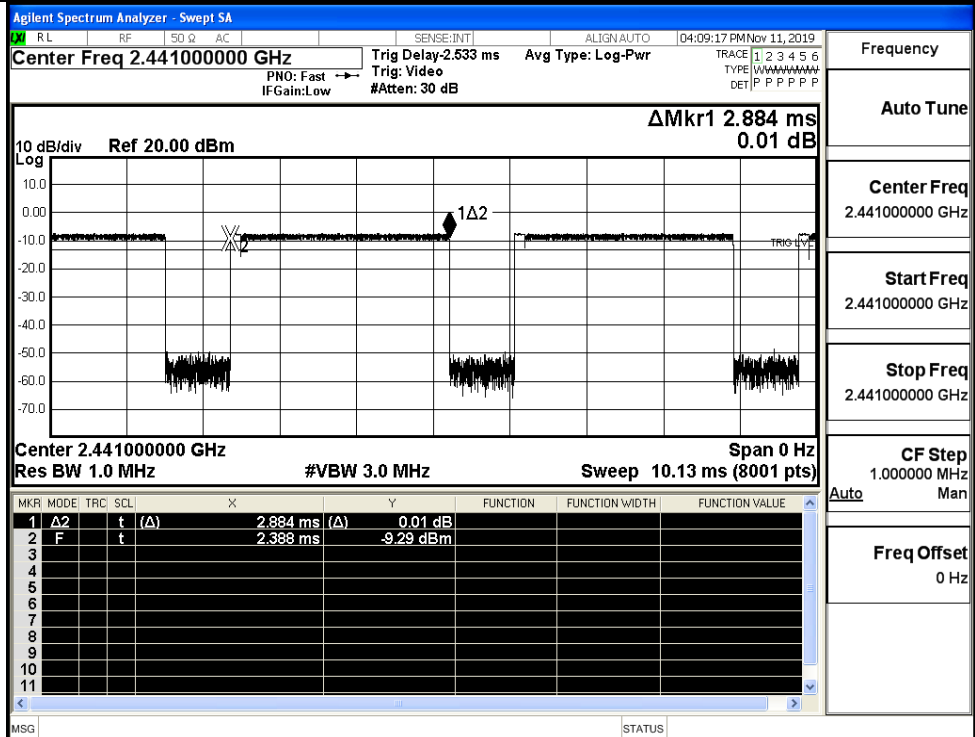 Agilent Spectrum Analyzer - Swept SA
LXI RL RF 50 Ω AC SENSE:INT ALIGN AUTO 04:09:17 PM Nov 11, 2019
Center Freq 2.441000000 GHz
PNO: Fast
IFGain:Low
Trig Delay-2.533 ms
Trig: Video
#Atten: 30 dB
Avg Type: Log-Pwr
TRACE 1 2 3 4 5 6
TYPE WWWWWW
DET P P P P P P
ΔMkr1 2.884 ms
0.01 dB
10 dB/div Ref 20.00 dBm
Log
10.0
0.00
-10.0
-20.0
-30.0
-40.0
-50.0
-60.0
-70.0
1Δ2
2
TRIG LVL
Center 2.441000000 GHz Span 0 Hz
Res BW 1.0 MHz #VBW 3.0 MHz Sweep 10.13 ms (8001 pts)
MKR MODE TRC SCL X Y FUNCTION FUNCTION WIDTH FUNCTION VALUE
1 Δ2 t (Δ) 2.884 ms (Δ) 0.01 dB
2 F t 2.388 ms -9.29 dBm
3
4
5
6
7
8
9
10
11
MSG STATUS
Frequency
Auto Tune
Center Freq
2.441000000 GHz
Start Freq
2.441000000 GHz
Stop Freq
2.441000000 GHz
CF Step
1.000000 MHz
Auto Man
Freq Offset
0 Hz